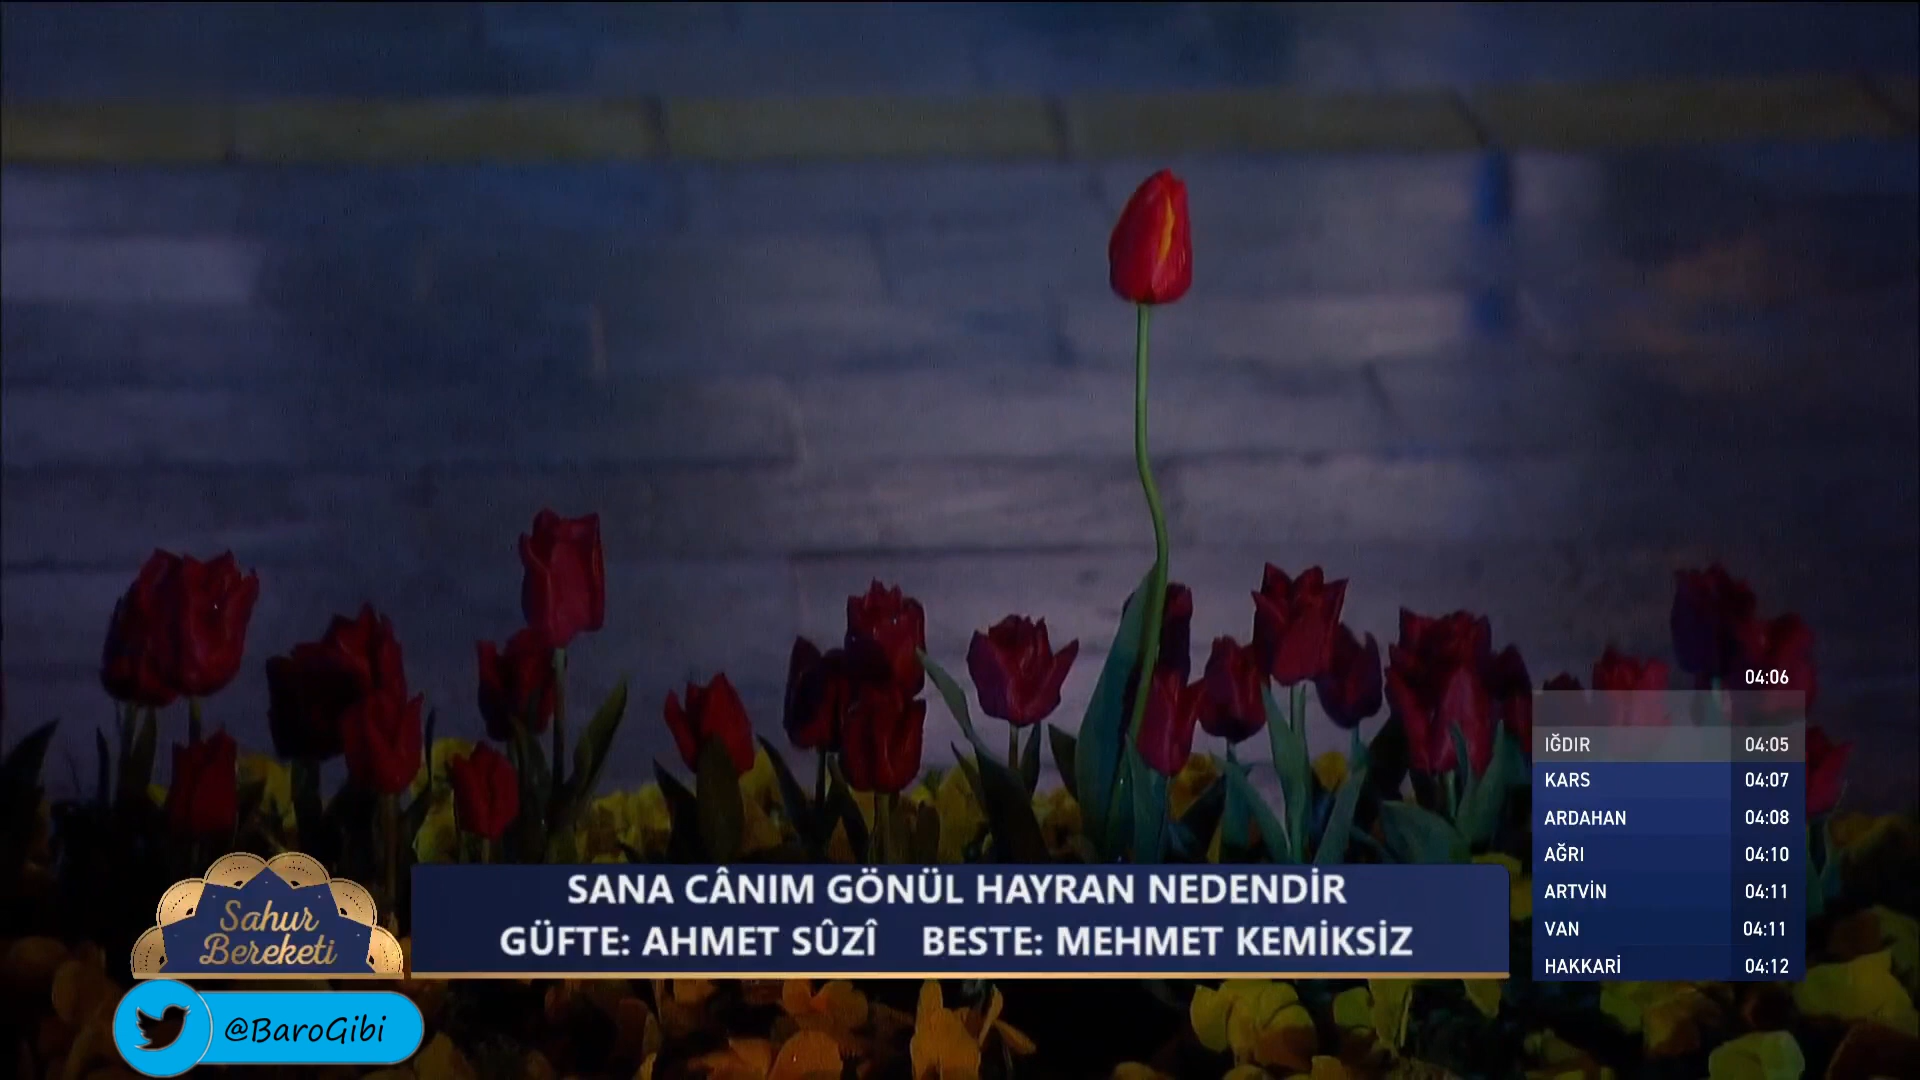 04:06
IĞDIR 04:05
KARS 04:07
ARDAHAN 04:08
AĞRI 04:10
ARTVİN 04:11
VAN 04:11
HAKKARİ 04:12
SANA CÂNIM GÖNÜL HAYRAN NEDENDİR
GÜFTE: AHMET SÛZÎ BESTE: MEHMET KEMİKSİZ
Sahur
Bereketi
@BaroGibi